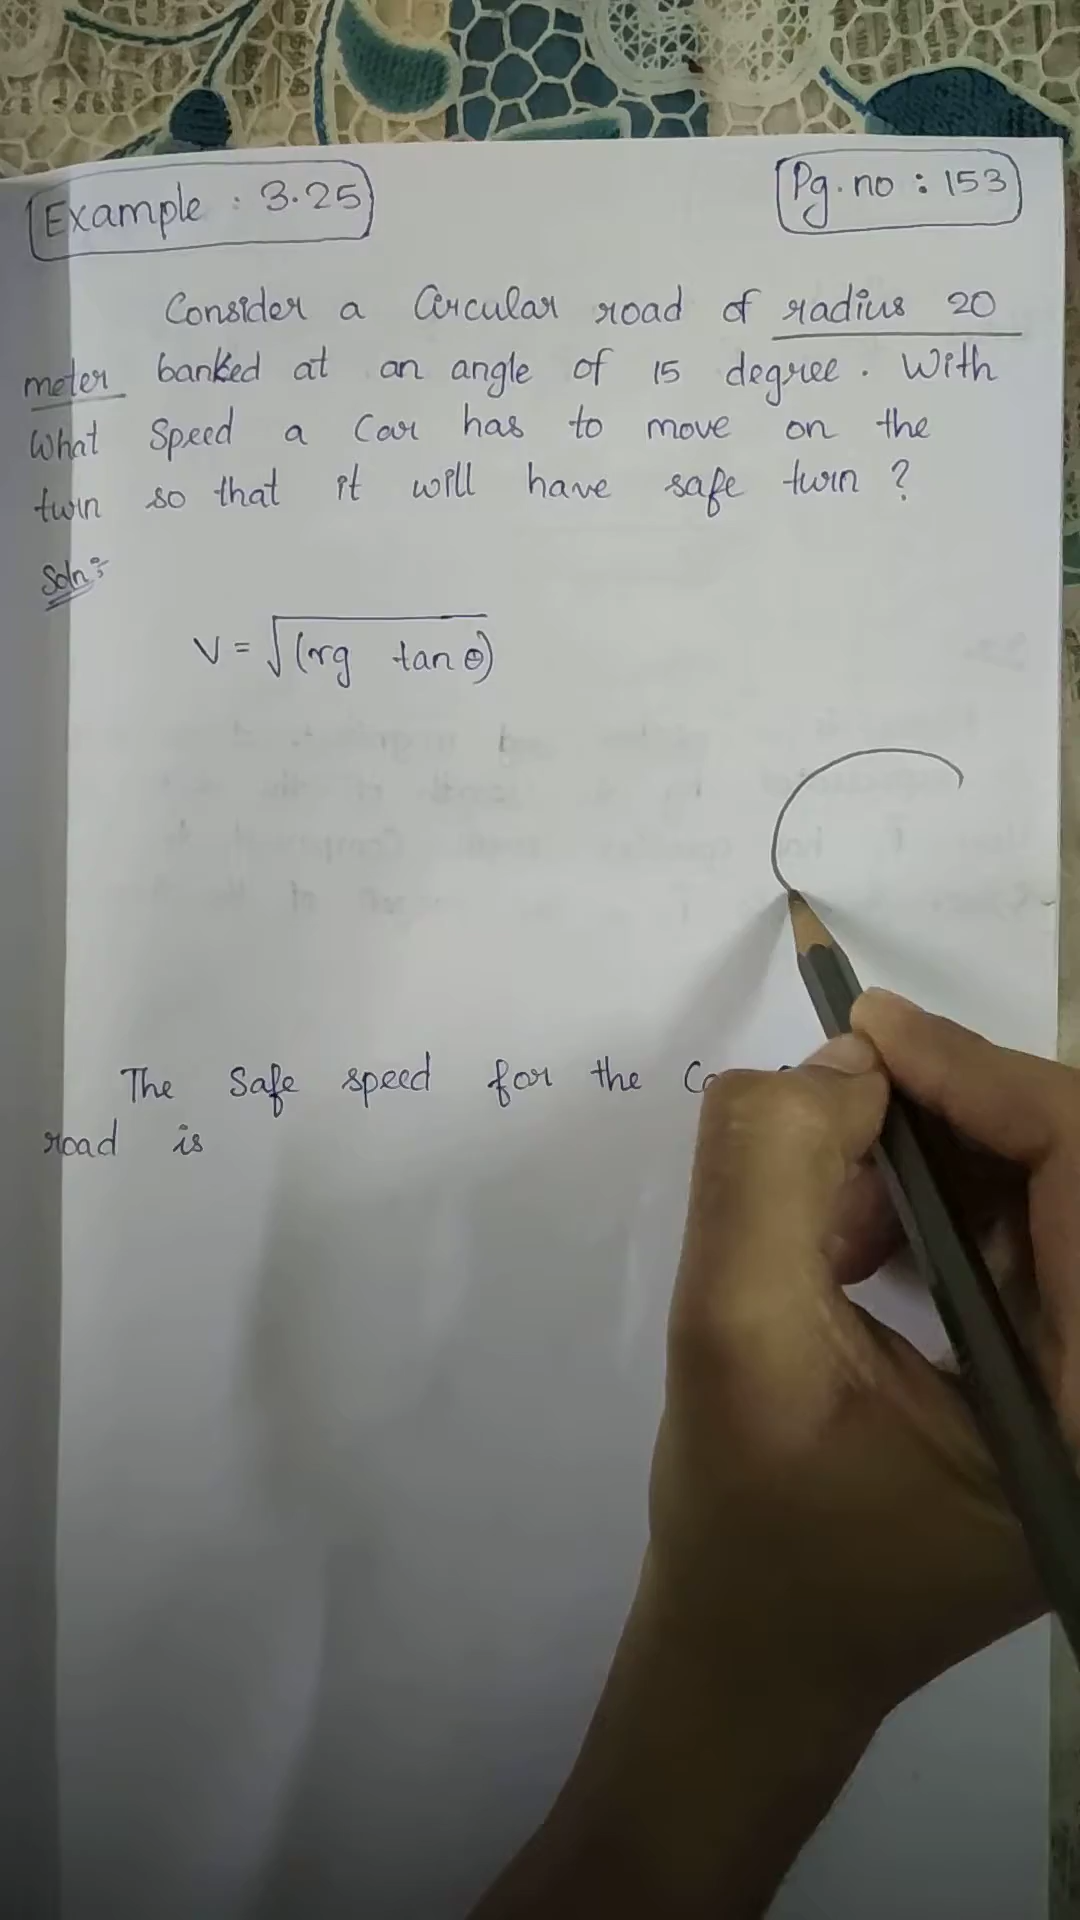 Example : 3.25
Pg. no : 153
Consider a Circular road of radius 20
meter banked at an angle of 15 degree. With
What Speed a Car has to move on the
turn so that it will have safe turn ?
Soln:
V = √(rg tan θ)
The Safe speed for the
road is